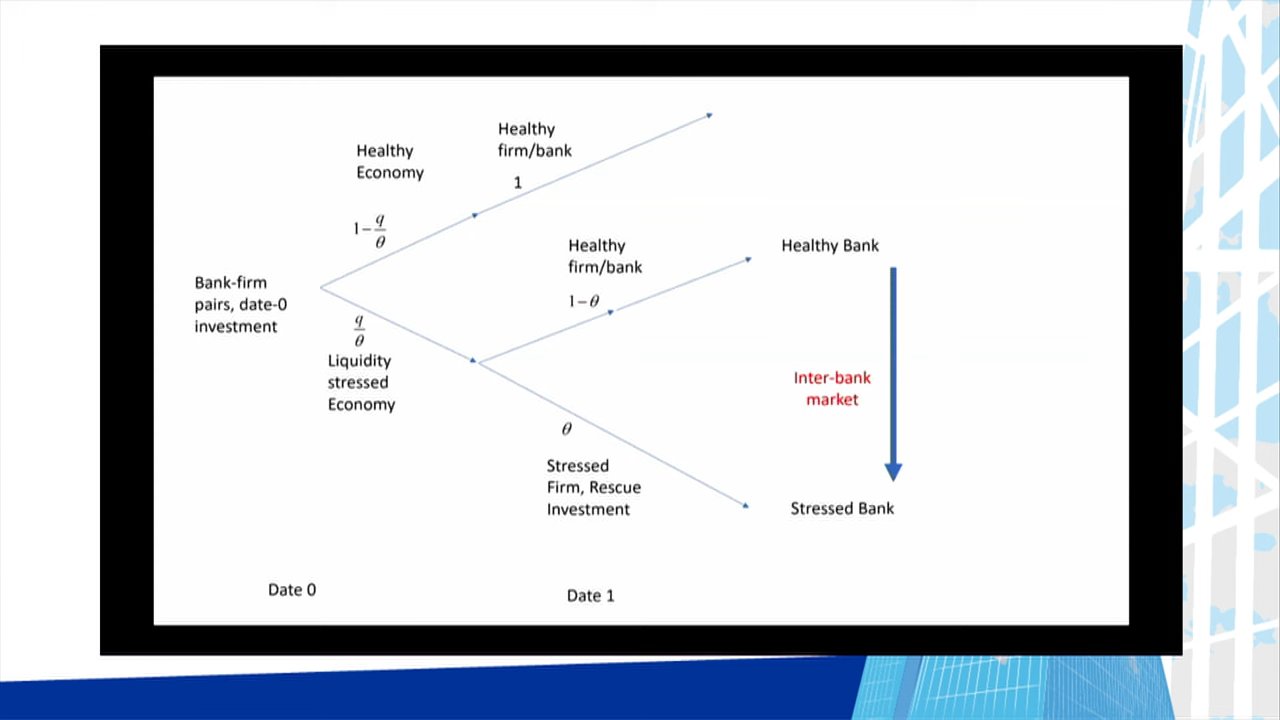 Healthy
firm/bank
1
Healthy
Economy
1−q/θ
Bank-firm
pairs, date-0
investment
q/θ
Liquidity
stressed
Economy
Healthy
firm/bank
1−θ
Healthy Bank
Inter-bank
market
θ
Stressed
Firm, Rescue
Investment
Stressed Bank
Date 0
Date 1